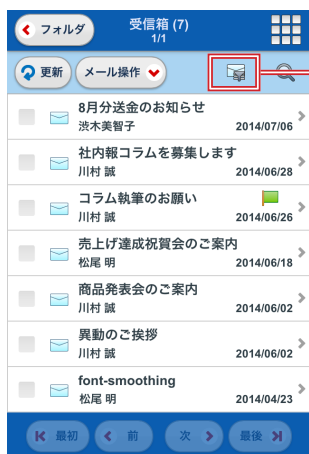 フォルダ
受信箱 (7)
1/1
更新
メール操作
8月分送金のお知らせ
渋木美智子
2014/07/06
社内報コラムを募集します
川村 誠
2014/06/28
コラム執筆のお願い
川村 誠
2014/06/26
売上げ達成祝賀会のご案内
松尾 明
2014/06/18
商品発表会のご案内
川村 誠
2014/06/02
異動のご挨拶
川村 誠
2014/06/02
font-smoothing
松尾 明
2014/04/23
最初
前
次
最後